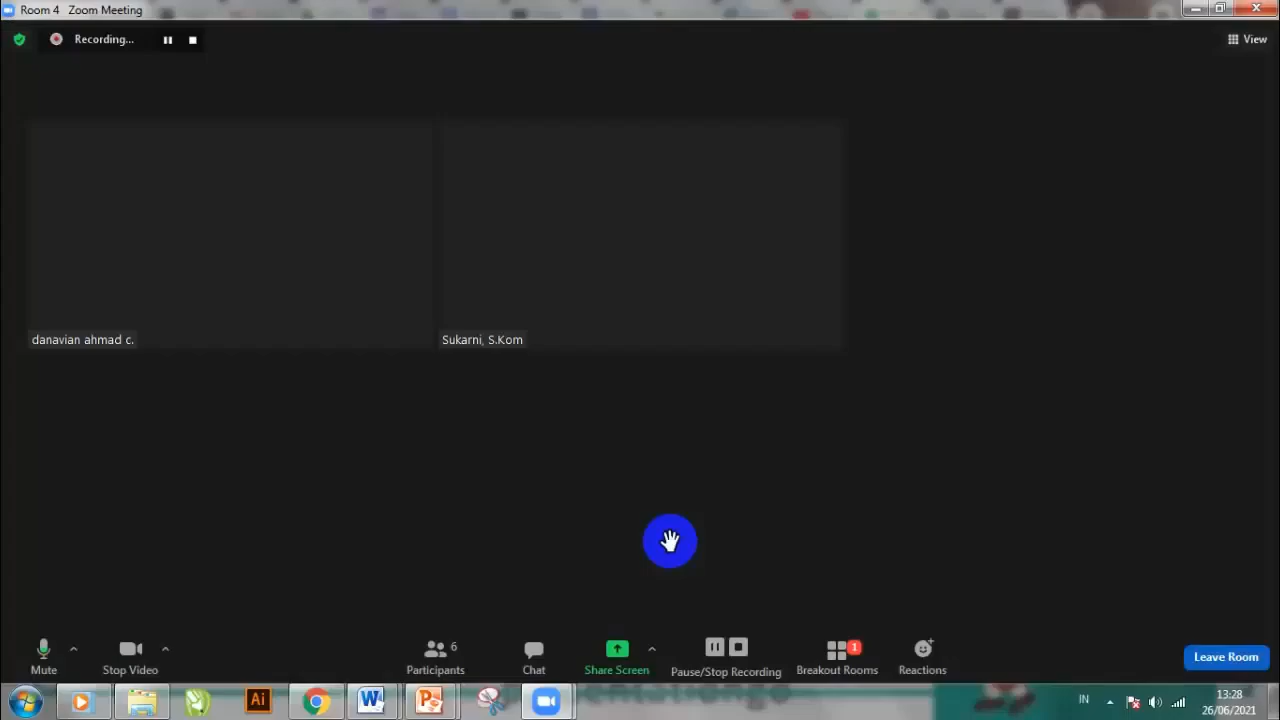 Room 4 Zoom Meeting
Recording...
View
danavian ahmad c.
Sukarni, S.Kom
Mute
Stop Video
6
Participants
Chat
Share Screen
Pause/Stop Recording
1
Breakout Rooms
Reactions
Leave Room
Ai
IN
13:28
26/06/2021